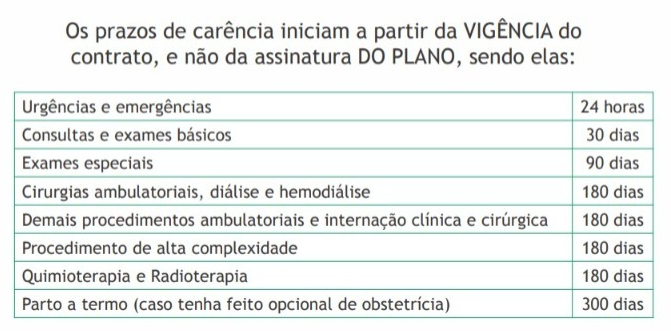 Os prazos de carência iniciam a partir da VIGÊNCIA do
contrato, e não da assinatura DO PLANO, sendo elas:
Urgências e emergências 24 horas
Consultas e exames básicos 30 dias
Exames especiais 90 dias
Cirurgias ambulatoriais, diálise e hemodiálise 180 dias
Demais procedimentos ambulatoriais e internação clínica e cirúrgica 180 dias
Procedimento de alta complexidade 180 dias
Quimioterapia e Radioterapia 180 dias
Parto a termo (caso tenha feito opcional de obstetrícia) 300 dias